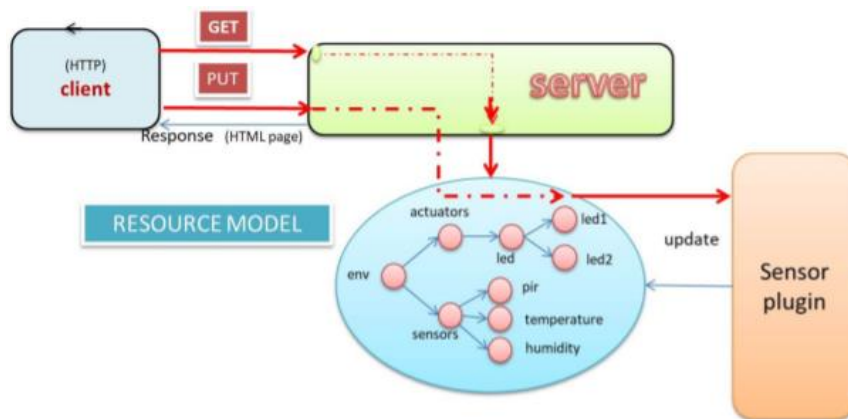 GET
(HTTP)
client
PUT
server
Response (HTML page)
RESOURCE MODEL
actuators
led1
led
led2
env
pir
sensors
temperature
humidity
update
Sensor
plugin